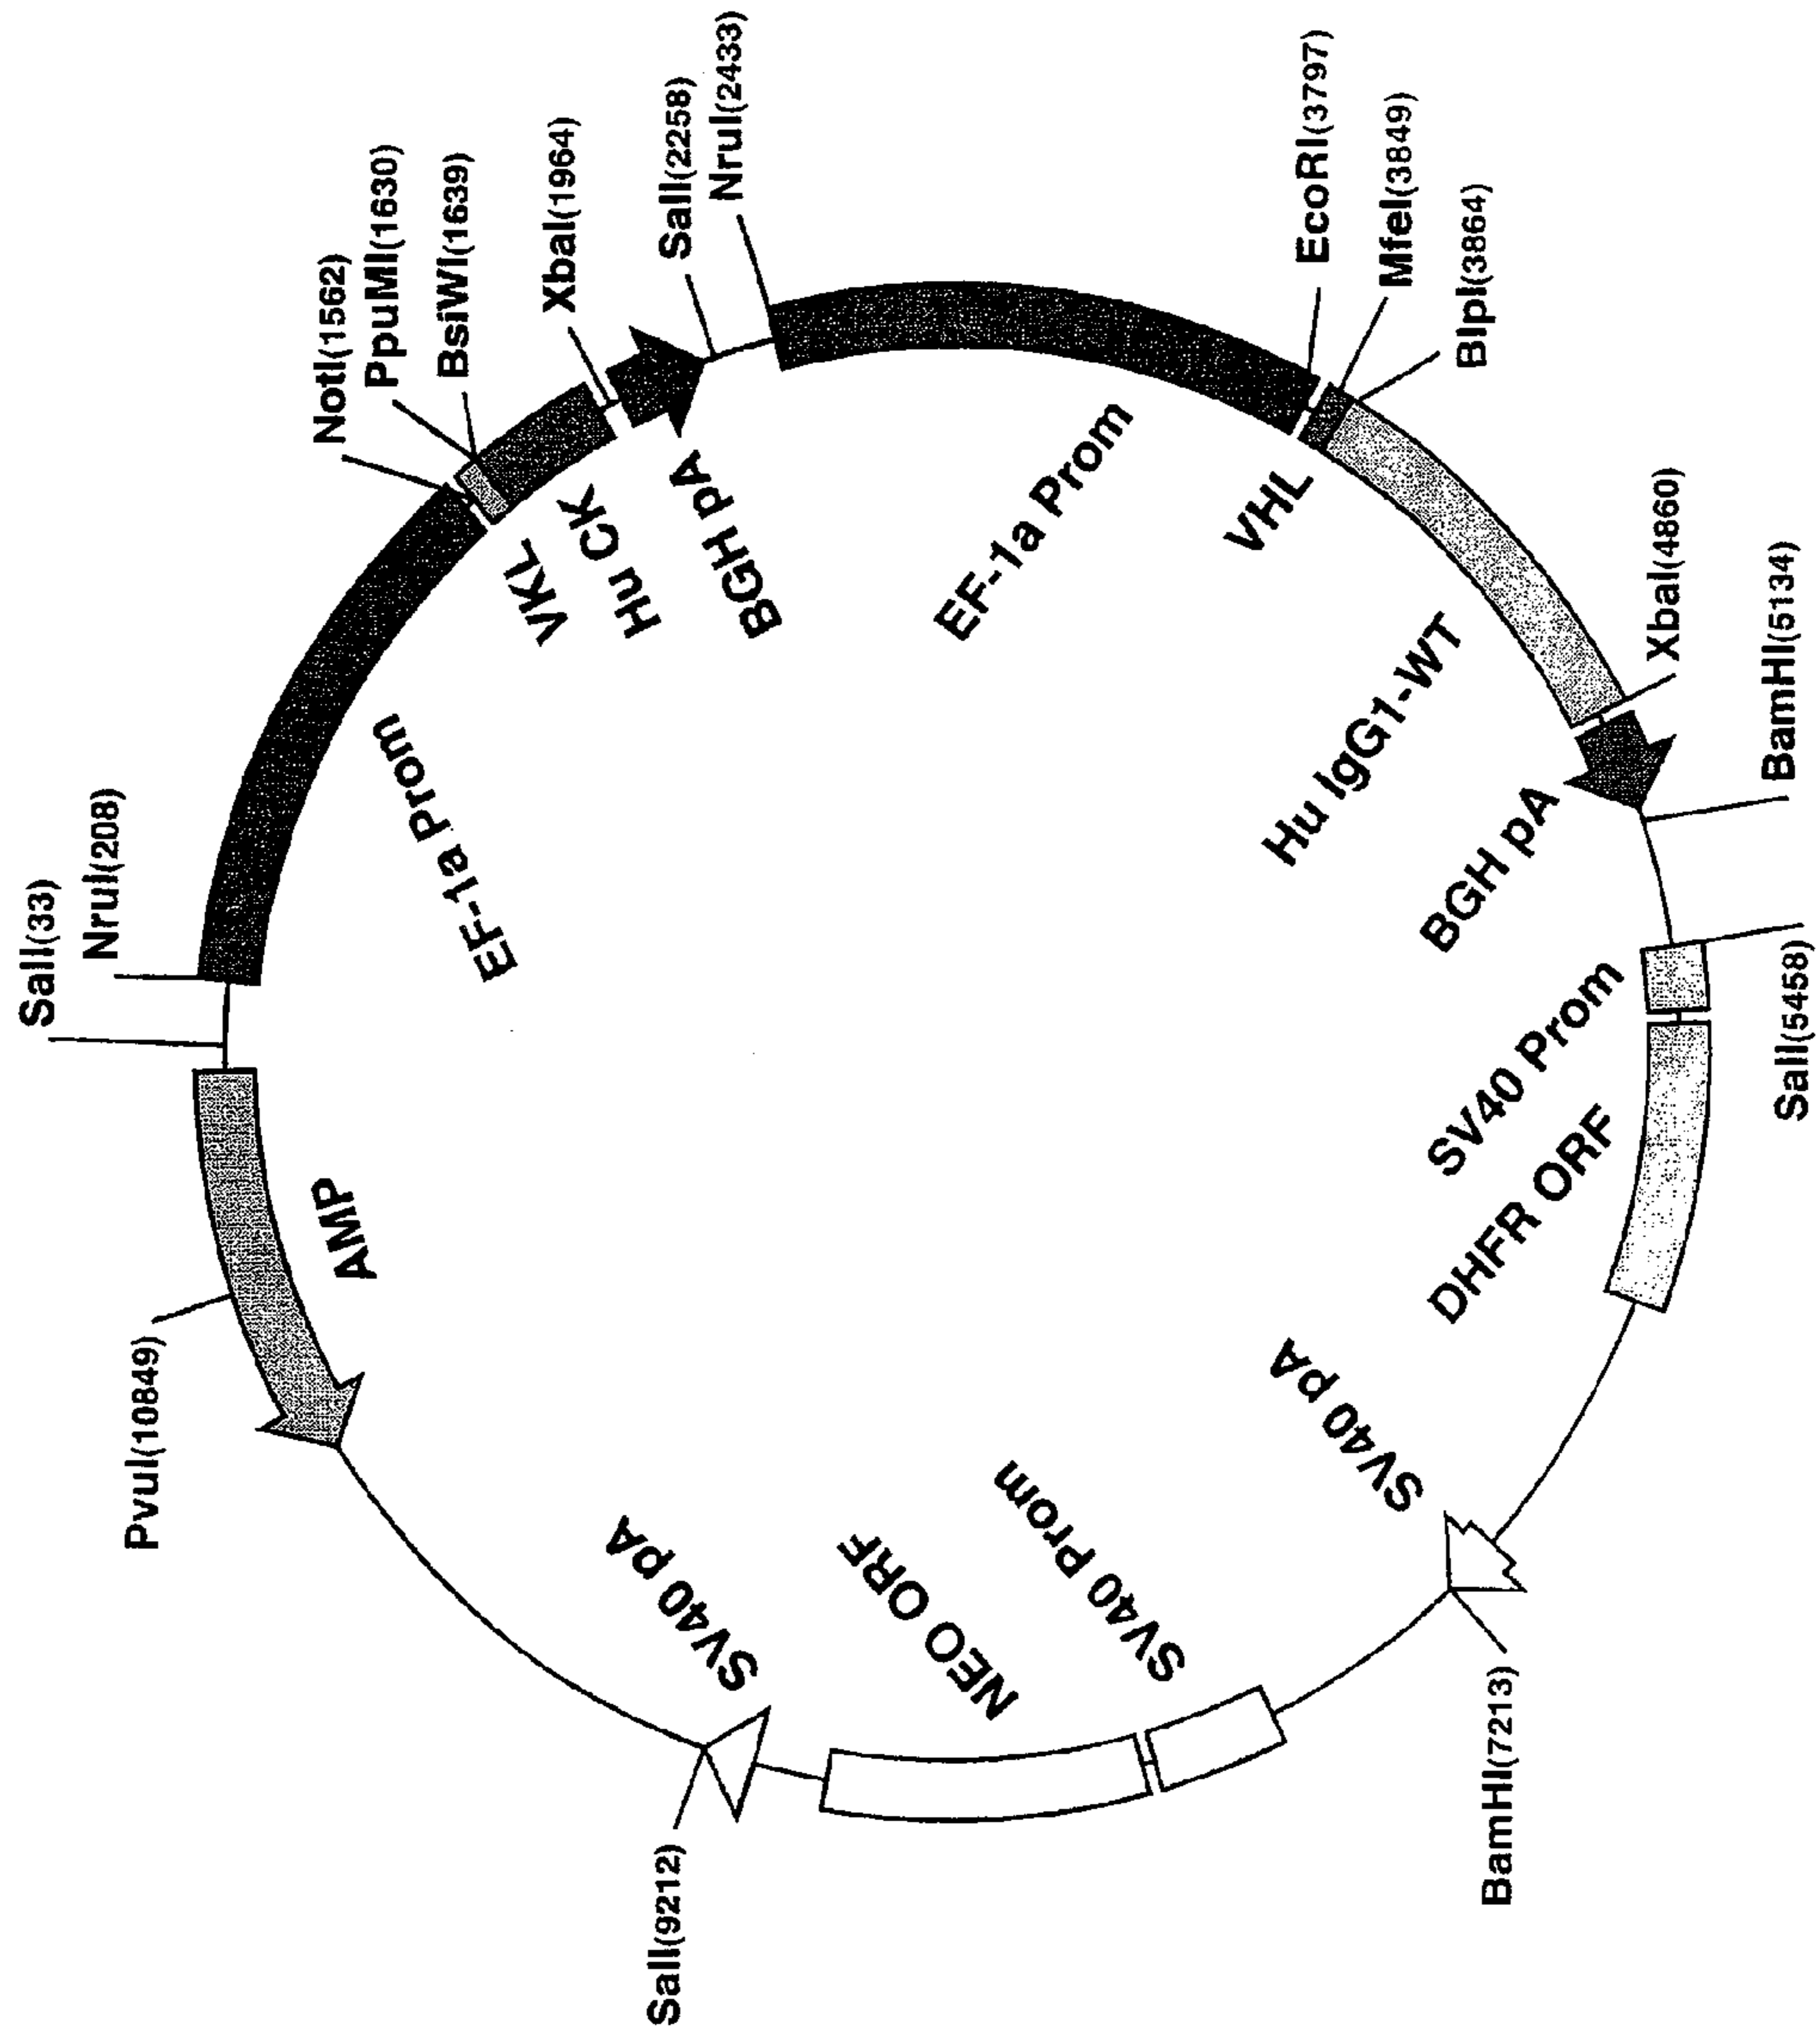 SalI(33)
NruI(208)
EF-1a Prom
NotI(1562)
PpuMI(1630)
BsiWI(1639)
VKL
Hu CK
XbaI(1964)
BGH pA
SalI(2258)
NruI(2433)
EF-1a Prom
EcoRI(3797)
VHL
MfeI(3849)
BlpI(3864)
Hu IgG1-WT
XbaI(4860)
BGH pA
BamHI(5134)
SalI(5458)
SV40 Prom
DHFR ORF
SV40 pA
BamHI(7213)
SV40 Prom
NEO ORF
SV40 pA
SalI(9212)
PvuI(10849)
AMP